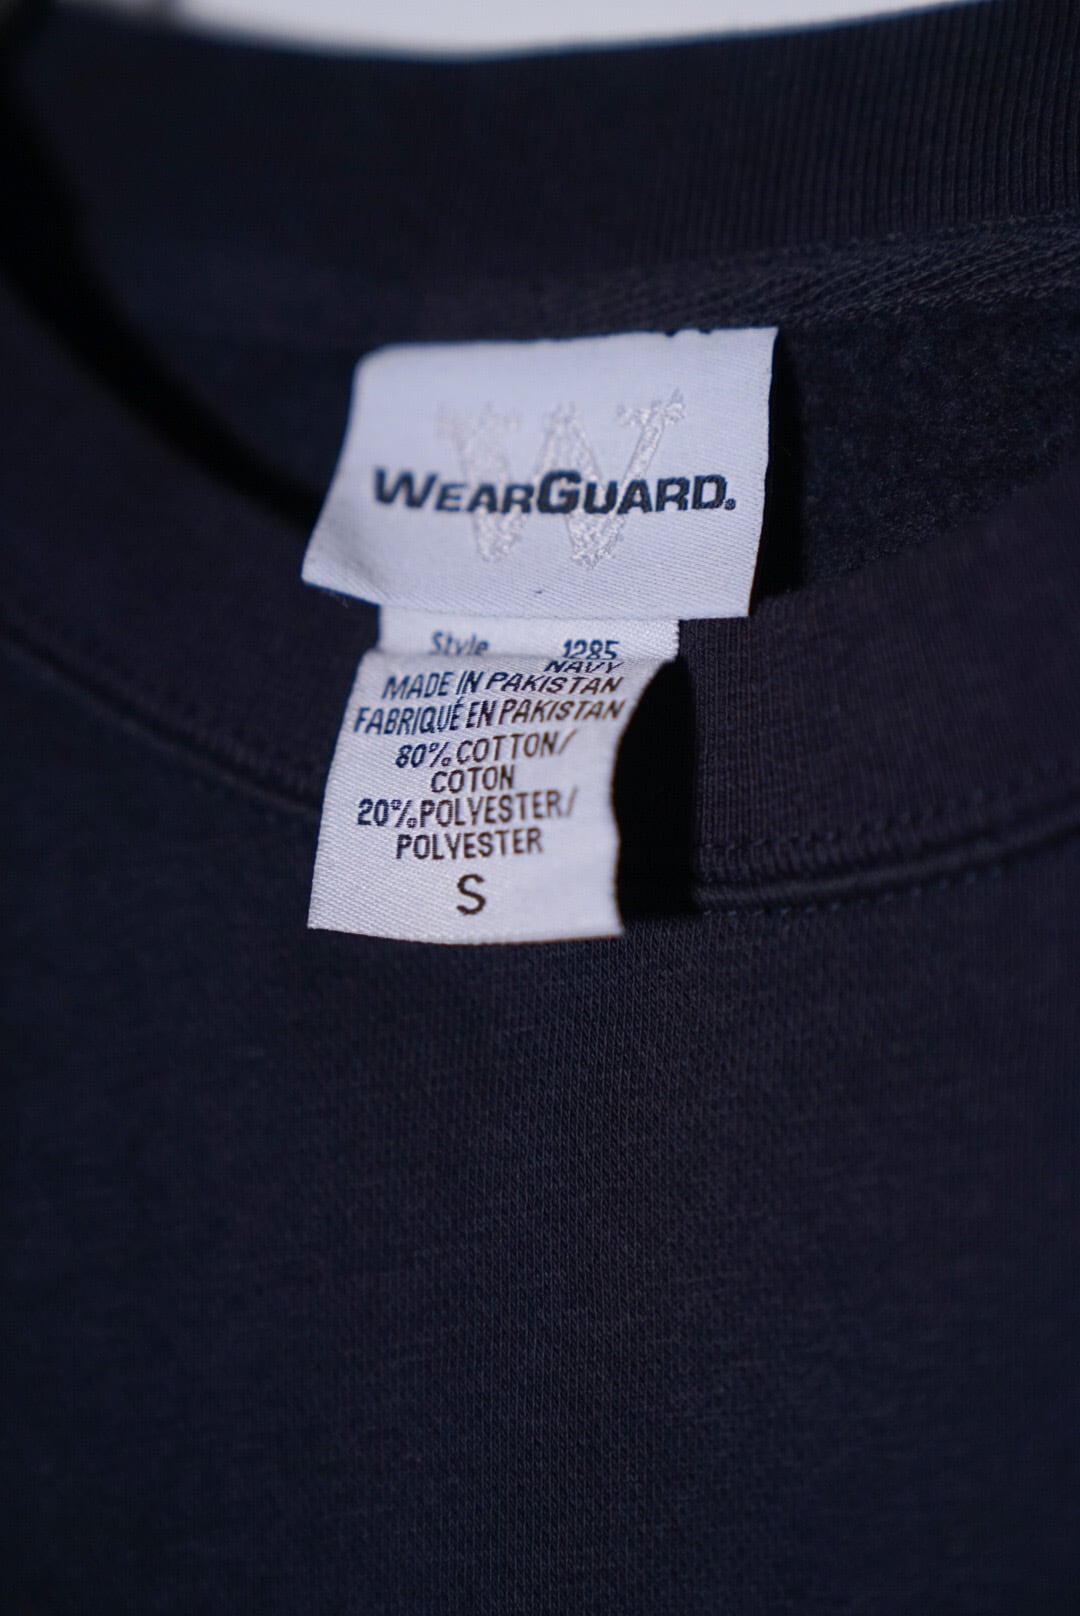 W
WEARGUARD®
Style 1285
NAVY
MADE IN PAKISTAN
FABRIQUÉ EN PAKISTAN
80% COTTON/
COTON
20% POLYESTER/
POLYESTER
S